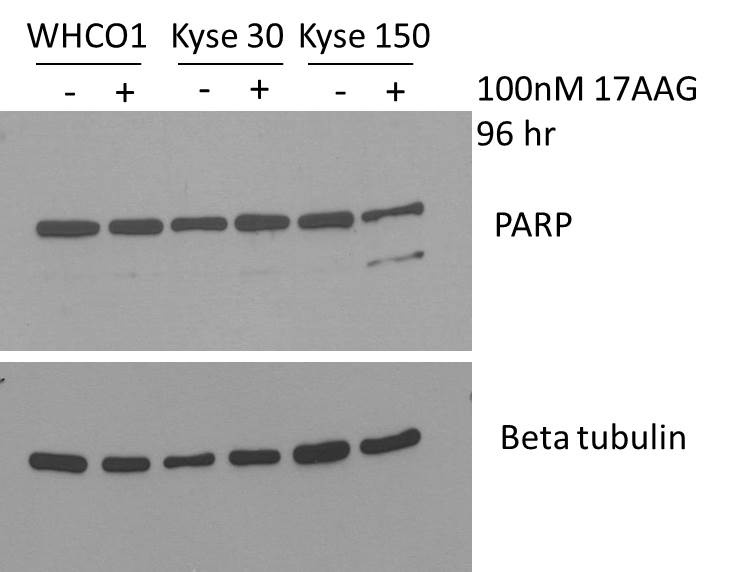 WHCO1 Kyse 30 Kyse 150
- + - + - + 100nM 17AAG
96 hr
PARP
Beta tubulin